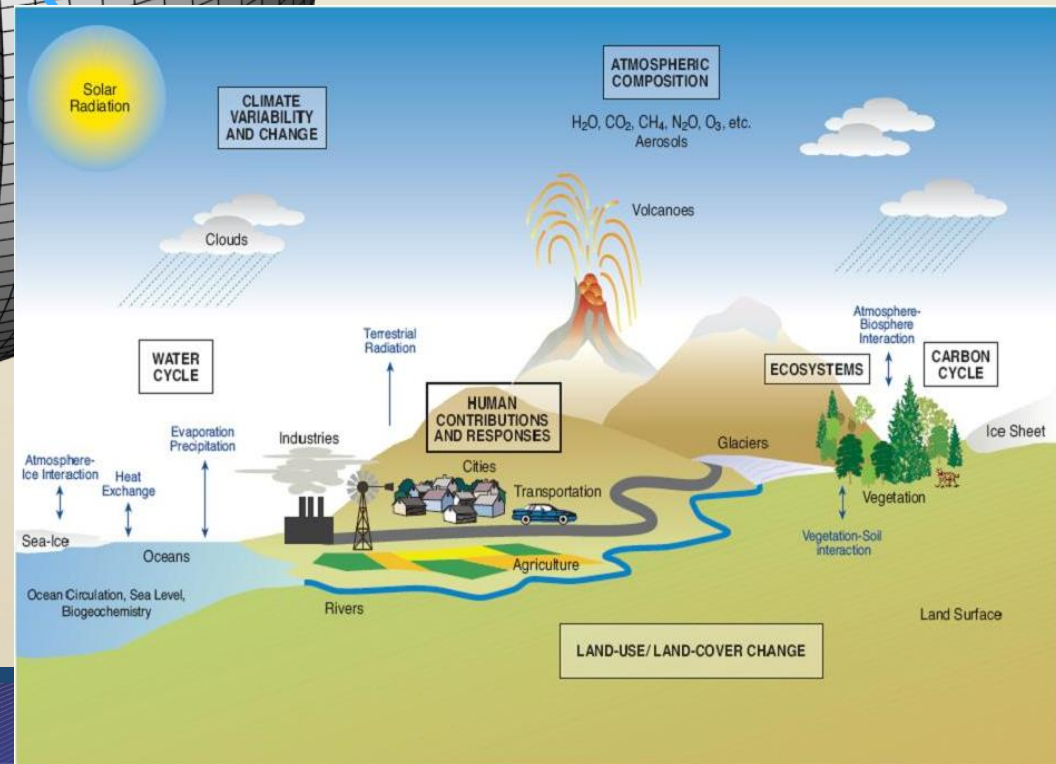 Solar
Radiation
CLIMATE
VARIABILITY
AND CHANGE
ATMOSPHERIC
COMPOSITION
H₂O, CO₂, CH₄, N₂O, O₃, etc.
Aerosols
Volcanoes
Clouds
Terrestrial
Radiation
Atmosphere-
Biosphere
Interaction
WATER
CYCLE
ECOSYSTEMS
CARBON
CYCLE
HUMAN
CONTRIBUTIONS
AND RESPONSES
Evaporation
Precipitation
Industries
Glaciers
Ice Sheet
Atmosphere-
Ice Interaction
Heat
Exchange
Cities
Transportation
Vegetation
Sea-Ice
Oceans
Vegetation-Soil
interaction
Agriculture
Ocean Circulation, Sea Level,
Biogeochemistry
Rivers
Land Surface
LAND-USE/LAND-COVER CHANGE